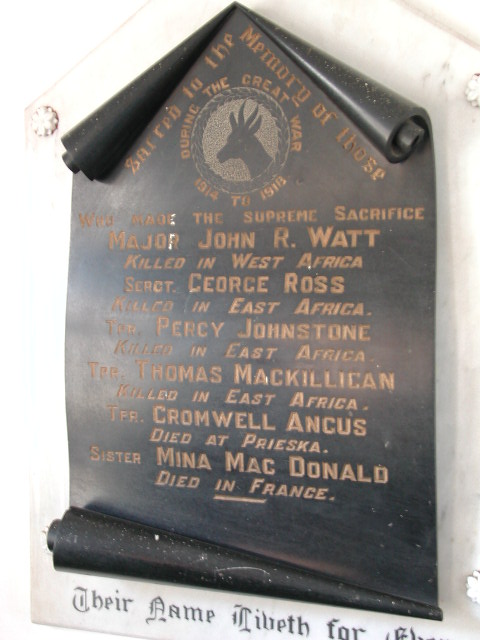 Sacred to the Memory of those
DURING THE GREAT WAR
1914 TO 1918
WHO MADE THE SUPREME SACRIFICE
MAJOR JOHN R. WATT
KILLED IN WEST AFRICA
SERGT. GEORGE ROSS
KILLED IN EAST AFRICA.
TPR. PERCY JOHNSTONE
KILLED IN EAST AFRICA.
TPR. THOMAS MACKILLIGAN
KILLED IN EAST AFRICA.
TPR. CROMWELL ANGUS
DIED AT PRIESKA.
SISTER MINA MAC DONALD
DIED IN FRANCE.
Their Name Liveth for